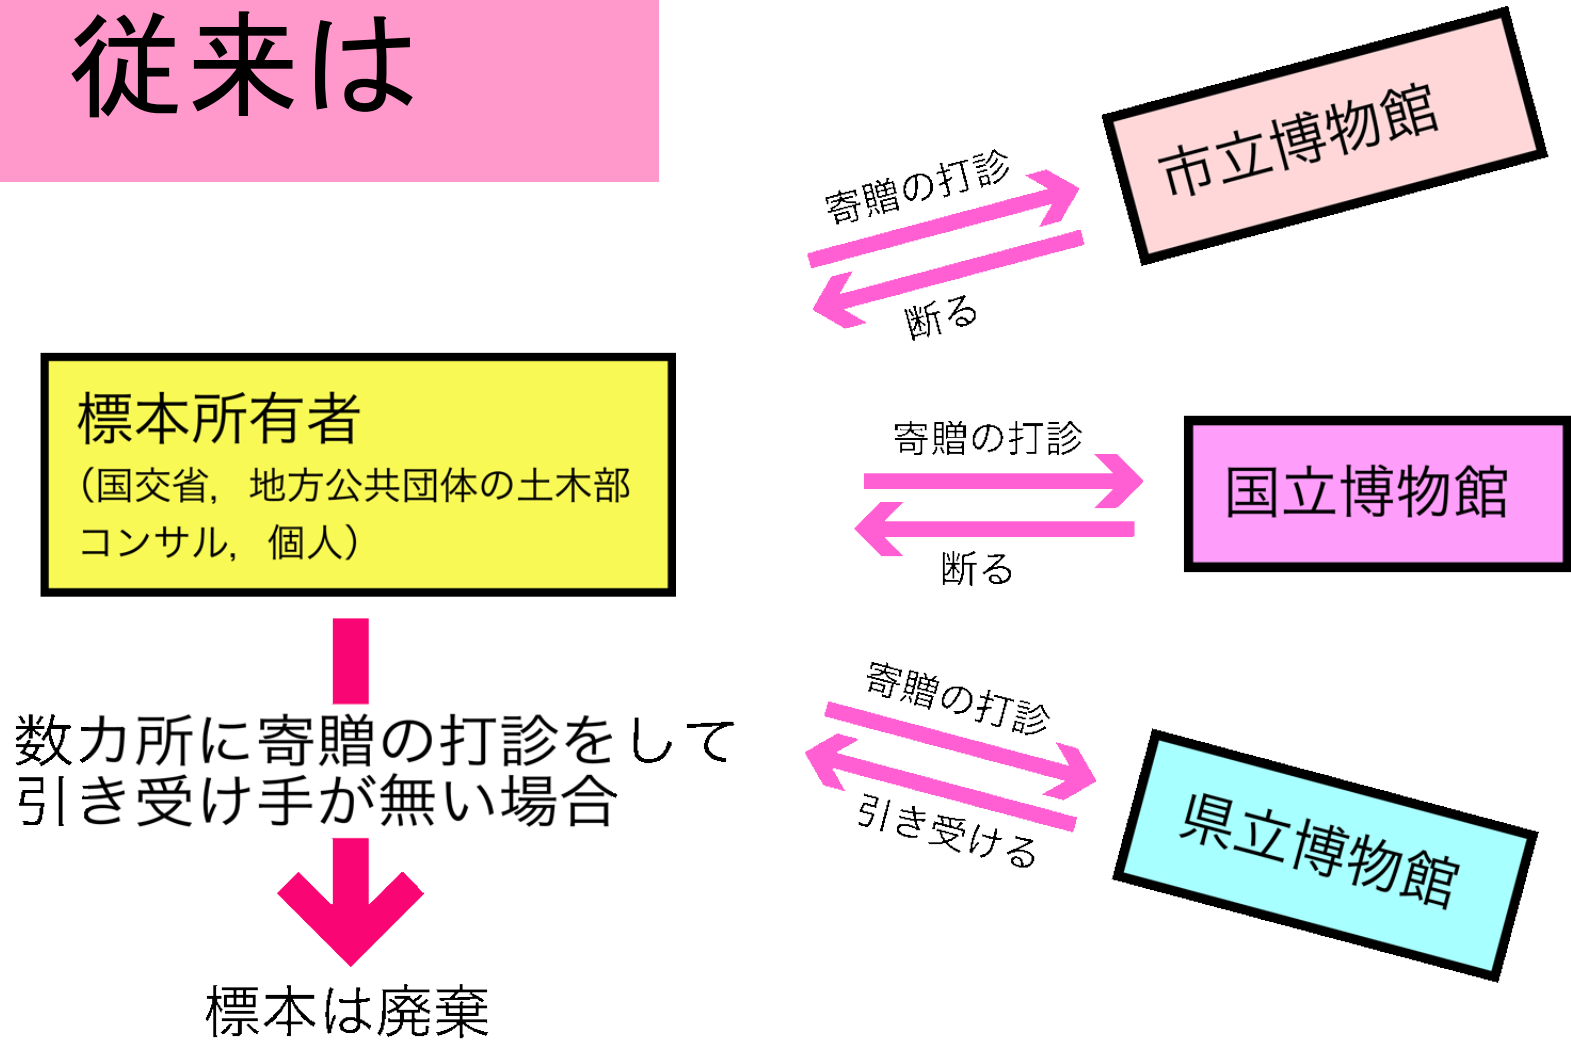 従来は
標本所有者
（国交省，地方公共団体の土木部
コンサル，個人）
数カ所に寄贈の打診をして
引き受け手が無い場合
標本は廃棄
寄贈の打診
断る
市立博物館
寄贈の打診
断る
国立博物館
寄贈の打診
引き受ける
県立博物館